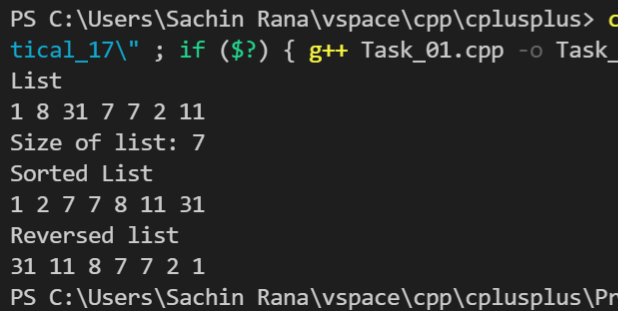 PS C:\Users\Sachin Rana\vspace\cpp\cplusplus> c
tical_17\" ; if ($?) { g++ Task_01.cpp -o Task_
List
1 8 31 7 7 2 11
Size of list: 7
Sorted List
1 2 7 7 8 11 31
Reversed list
31 11 8 7 7 2 1
PS C:\Users\Sachin Rana\vspace\cpp\cplusplus\Pr